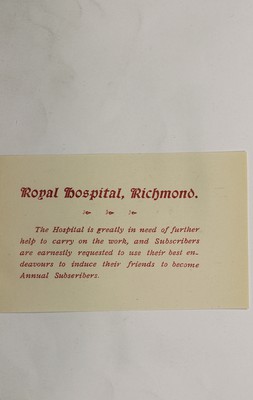 Royal Hospital, Richmond.
The Hospital is greatly in need of further
help to carry on the work, and Subscribers
are earnestly requested to use their best en-
deavours to induce their friends to become
Annual Subscribers.